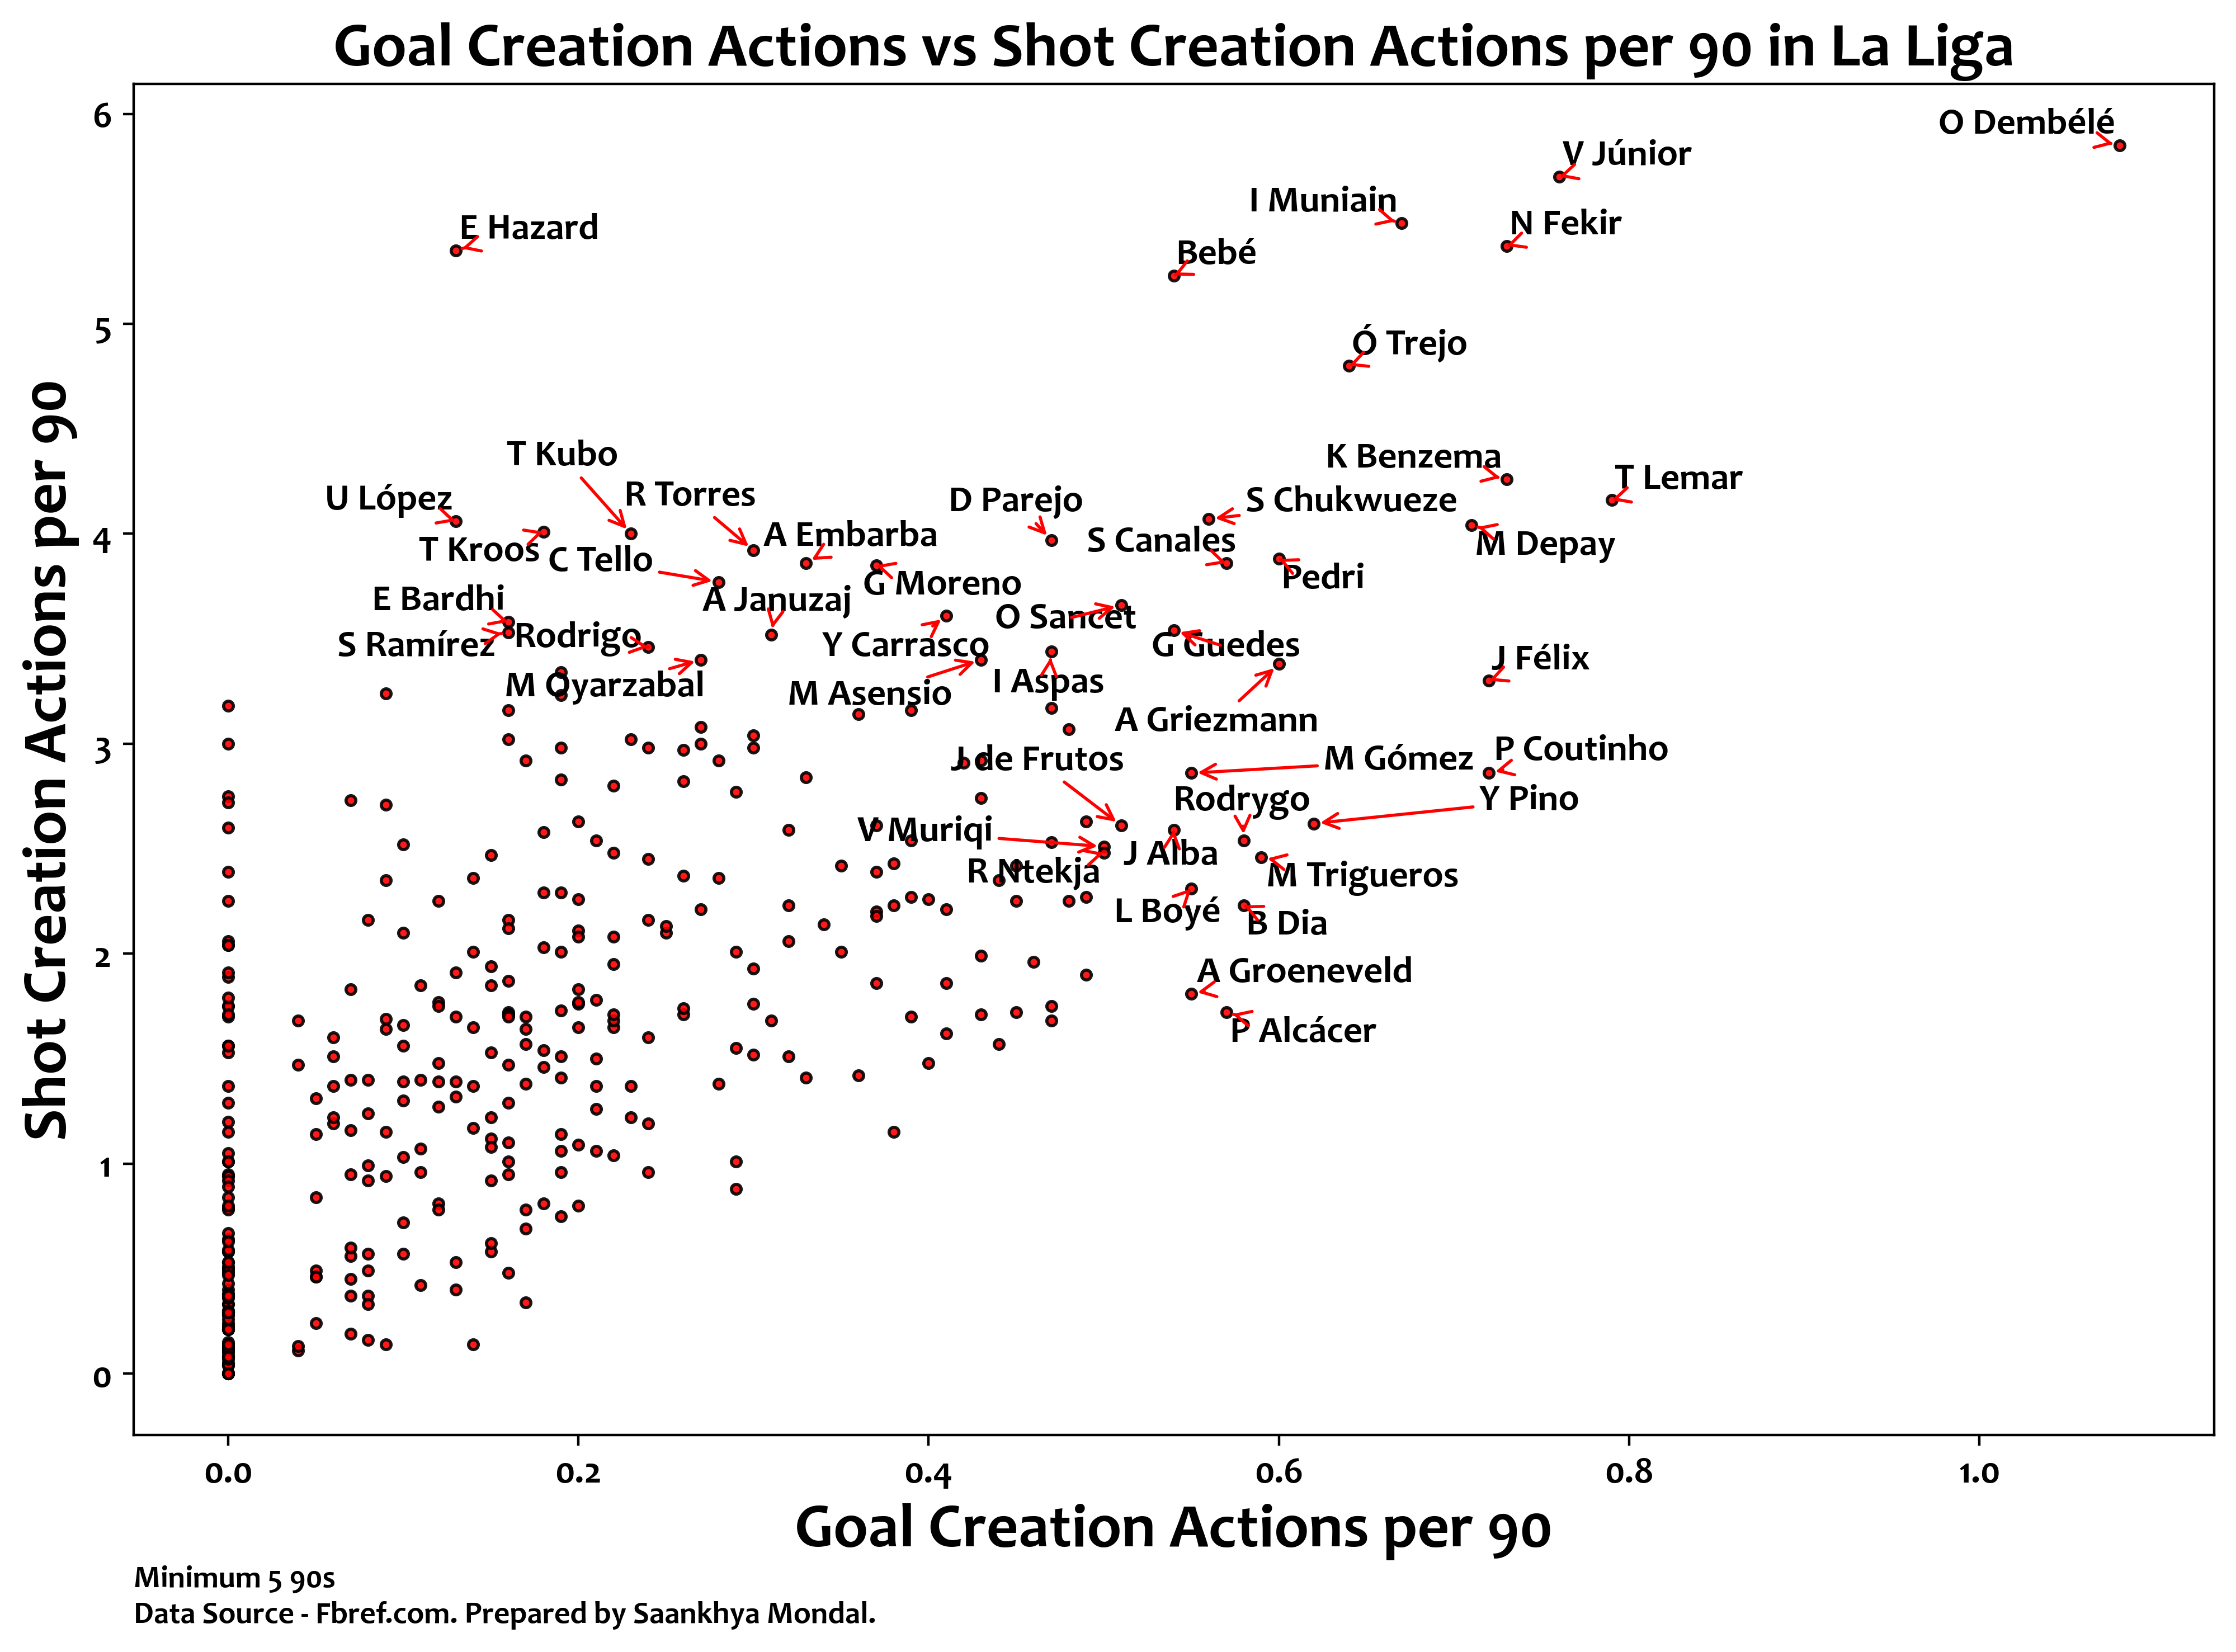 Goal Creation Actions vs Shot Creation Actions per 90 in La Liga
O Dembélé
V Júnior
I Muniain
N Fekir
E Hazard
Bebé
Ó Trejo
T Kubo
K Benzema
T Lemar
R Torres
U López
D Parejo
S Chukwueze
A Embarba
S Canales
M Depay
T Kroos
C Tello
G Moreno
Pedri
E Bardhi
A Januzaj
O Sancet
S Ramírez
Rodrigo
Y Carrasco
G Guedes
J Félix
M Oyarzabal
M Asensio
I Aspas
A Griezmann
J de Frutos
M Gómez
P Coutinho
Rodrygo
Y Pino
V Muriqi
J Alba
R Ntekja
M Trigueros
L Boyé
B Dia
A Groeneveld
P Alcácer
6
5
4
3
2
1
0
Shot Creation Actions per 90
0.0 0.2 0.4 0.6 0.8 1.0
Goal Creation Actions per 90
Minimum 5 90s
Data Source - Fbref.com. Prepared by Saankhya Mondal.